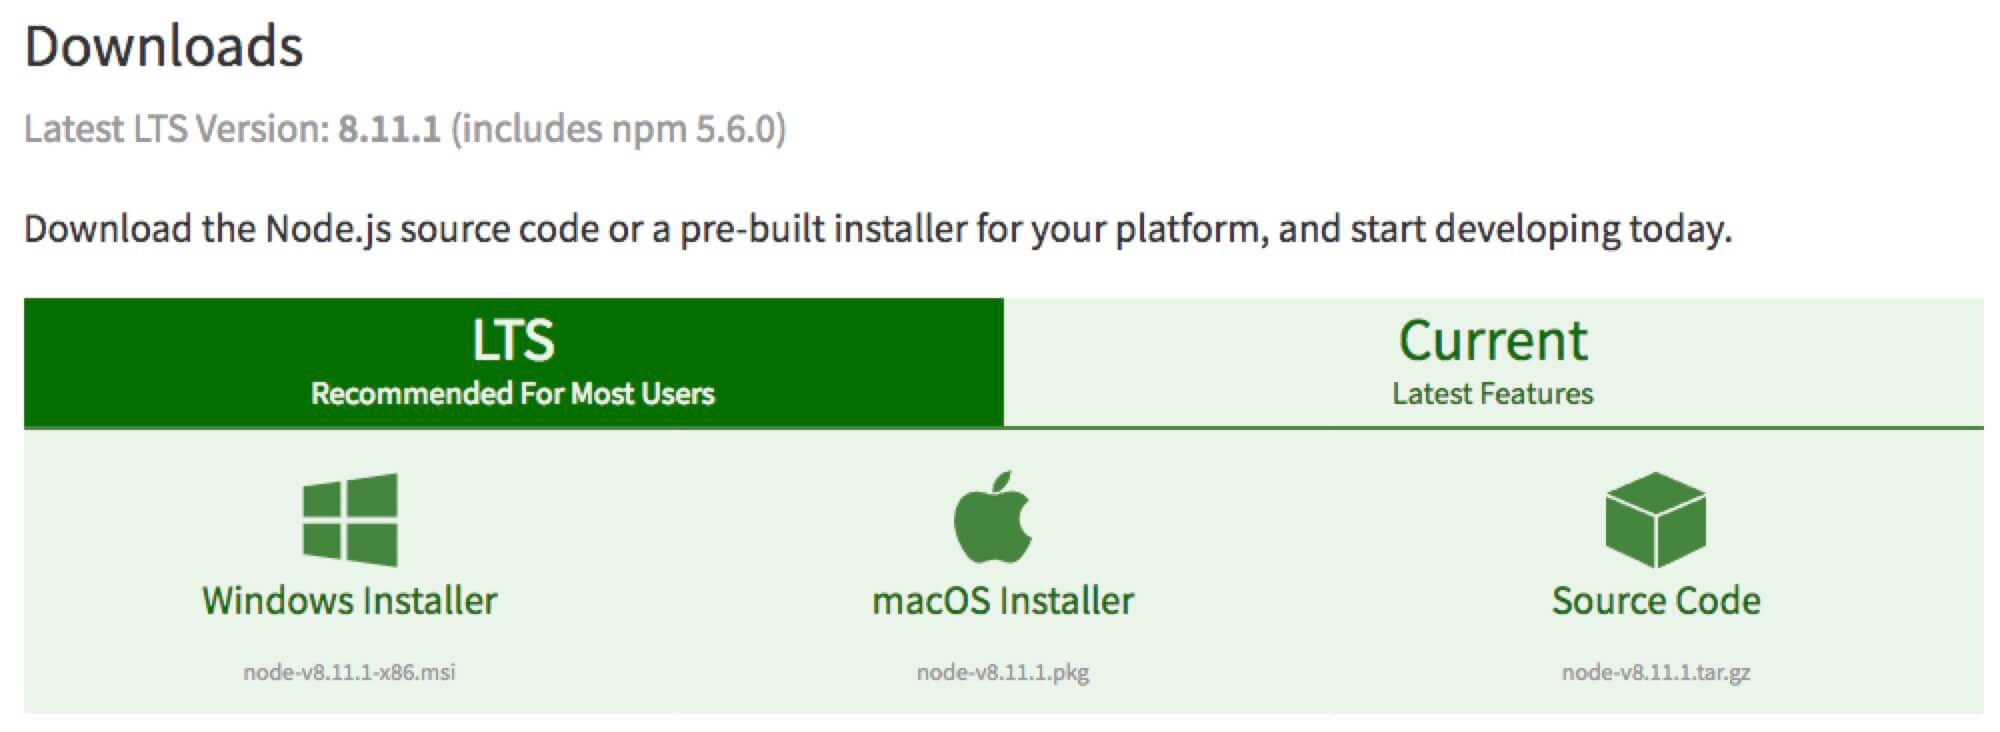 Downloads
Latest LTS Version: 8.11.1 (includes npm 5.6.0)
Download the Node.js source code or a pre-built installer for your platform, and start developing today.
LTS
Recommended For Most Users
Current
Latest Features
Windows Installer
node-v8.11.1-x86.msi
macOS Installer
node-v8.11.1.pkg
Source Code
node-v8.11.1.tar.gz